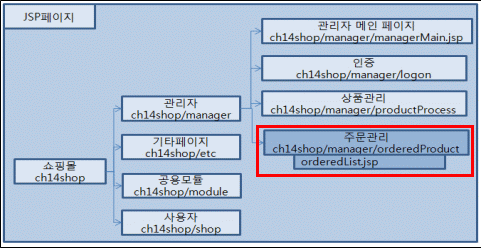 JSP페이지
관리자 메인 페이지
ch14shop/manager/managerMain.jsp
인증
ch14shop/manager/logon
관리자
ch14shop/manager
상품관리
ch14shop/manager/productProcess
주문관리
ch14shop/manager/orderedProduct
orderedList.jsp
기타페이지
ch14shop/etc
쇼핑몰
ch14shop
공용모듈
ch14shop/module
사용자
ch14shop/shop